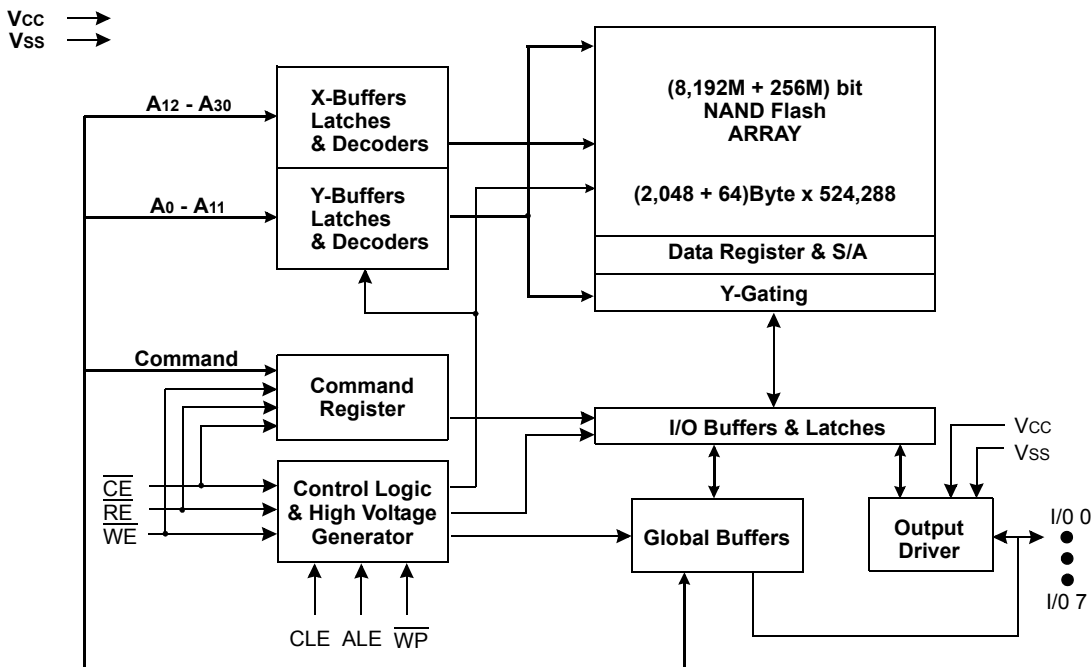 VCC
VSS
A12 - A30
X-Buffers
Latches
& Decoders
A0 - A11
Y-Buffers
Latches
& Decoders
(8,192M + 256M) bit
NAND Flash
ARRAY
(2,048 + 64)Byte x 524,288
Data Register & S/A
Y-Gating
Command
Command
Register
I/O Buffers & Latches
VCC
VSS
CE
RE
WE
Control Logic
& High Voltage
Generator
Global Buffers
Output
Driver
I/0 0
I/0 7
CLE
ALE
WP